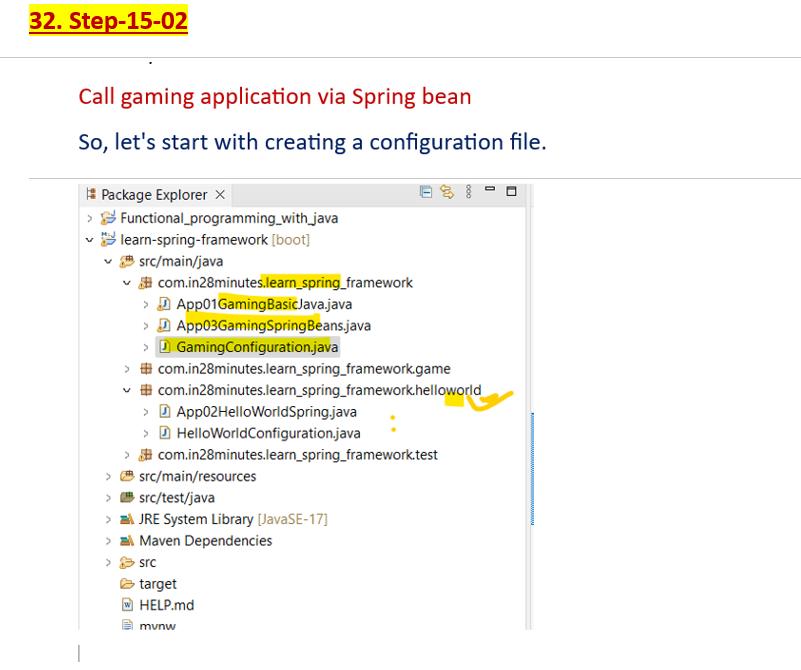 32. Step-15-02
Call gaming application via Spring bean
So, let's start with creating a configuration file.
Package Explorer
Functional_programming_with_java
learn-spring-framework [boot]
src/main/java
com.in28minutes.learn_spring_framework
App01GamingBasicJava.java
App03GamingSpringBeans.java
GamingConfiguration.java
com.in28minutes.learn_spring_framework.game
com.in28minutes.learn_spring_framework.helloworld
App02HelloWorldSpring.java
HelloWorldConfiguration.java
com.in28minutes.learn_spring_framework.test
src/main/resources
src/test/java
JRE System Library [JavaSE-17]
Maven Dependencies
src
target
HELP.md
mvnw